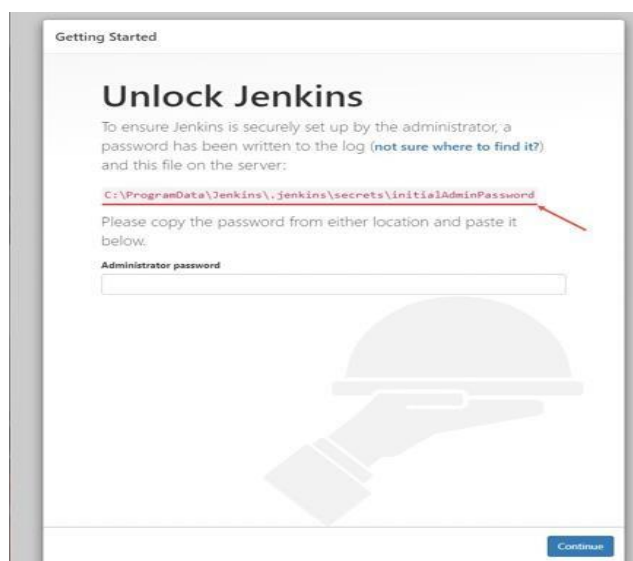 Getting Started
Unlock Jenkins
To ensure Jenkins is securely set up by the administrator, a
password has been written to the log (not sure where to find it?)
and this file on the server:
C:\ProgramData\Jenkins\.jenkins\secrets\initialAdminPassword
Please copy the password from either location and paste it
below.
Administrator password
Continue